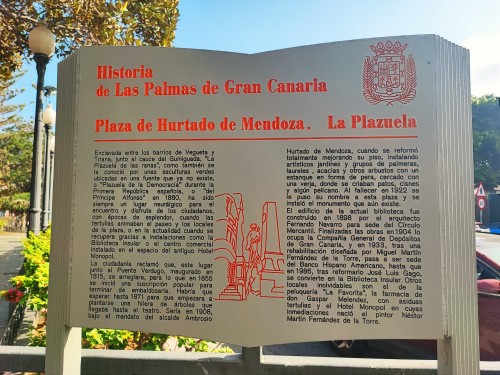 Historia
de Las Palmas de Gran Canaria
Plaza de Hurtado de Mendoza. La Plazuela
Enclavada entre los barrios de Vegueta y
Triana, junto al cauce del Guiniguada, "La
Plazuela de las ranas", como también se
la conoció por unas esculturas verdes
ubicadas en una fuente que ya no existe,
o "Plazuela de la Democracia" durante la
Primera República española, o "del
Príncipe Alfonso" en 1880, ha sido
siempre un lugar neurálgico para el
encuentro y disfrute de los ciudadanos,
con épocas de esplendor, cuando las
tertulias animaban el paseo y los locales
de la plaza, o en la actualidad cuando se
recupera gracias a instalaciones como la
Biblioteca Insular o el centro comercial
instalado en el espacio del antiguo Hotel
Monopol.
La ciudadanía reclamó que, este lugar
junto al Puente Verdugo, inaugurado en
1815, se arreglara, para lo que en 1855
se inició una suscripción popular para
terminar de embaldosarla. Habría que
esperar hasta 1871 para que empezara a
plantarse una hilera de árboles que
llegaba hasta el teatro. Sería en 1908,
bajo el mandato del alcalde Ambrosio
Hurtado de Mendoza, cuando se reformó
totalmente mejorando su piso, instalando
artísticos jardines y grupos de palmeras,
laureles , acacias y otros arbustos con un
estanque en forma de pera, cercado con
una verja, donde se criaban patos, cisnes
y algún pelícano. Al fallecer en 1922 se
le puso su nombre a esta plaza y se
instaló el monumento que aún existe.
El edificio de la actual biblioteca fue
construido en 1898 por el arquitecto
Fernando Navarro para sede del Círculo
Mercantil. Finalizadas las obras en 1904 lo
ocupa la Compañía General de Depósitos
de Gran Canaria, y en 1933, tras una
rehabilitación diseñada por Miguel Martín
Fernández de la Torre, pasa a ser sede
del Banco Hispano Americano, hasta que
en 1986, tras reformarlo José Luis Gago,
se convierte en la Biblioteca Insular. Otros
locales inolvidables son el de la
peluquería "La Favorita", la farmacia de
don Gaspar Melendez, con asiduas
tertulias y el Hotel Monopol en cuyas
inmediaciones nació el pintor Néstor
Martín Fernández de la Torre.